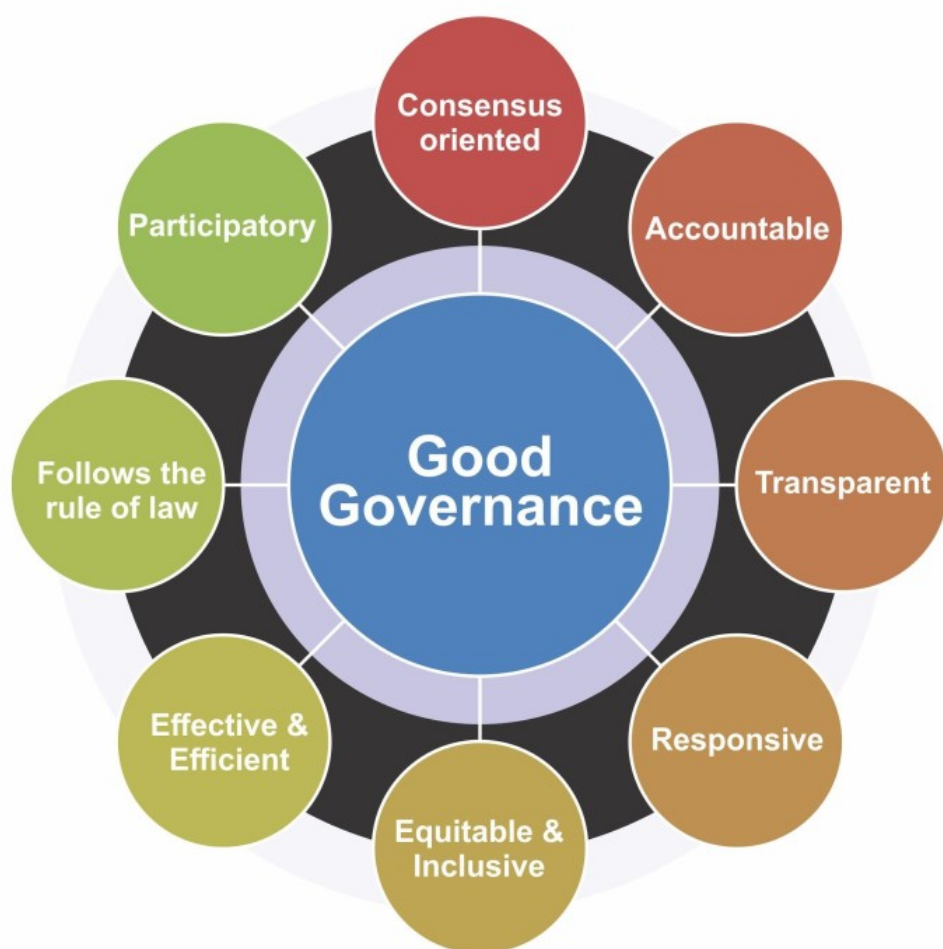 Good
Governance
Consensus
oriented
Accountable
Transparent
Responsive
Equitable &
Inclusive
Effective &
Efficient
Follows the
rule of law
Participatory